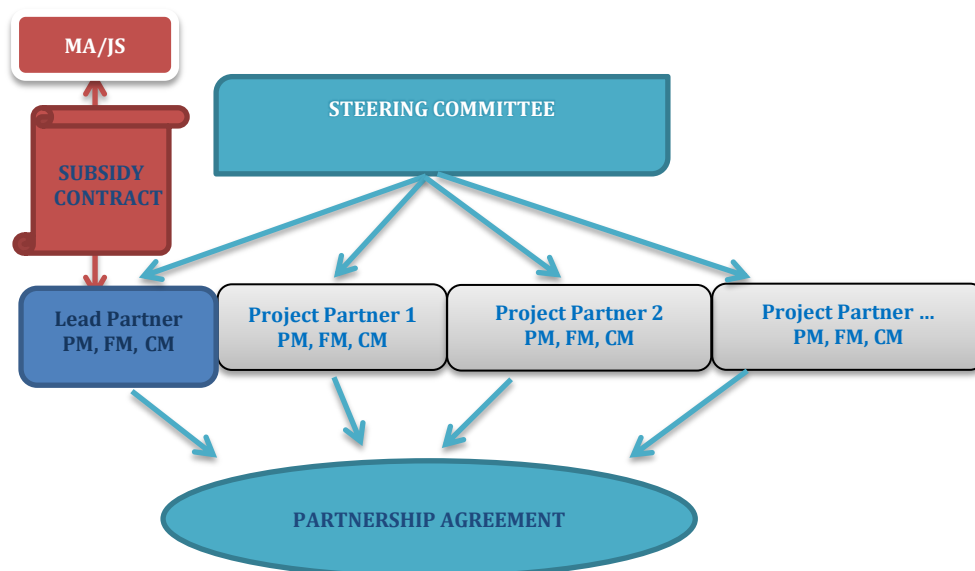 MA/JS
STEERING COMMITTEE
SUBSIDY
CONTRACT
Lead Partner
PM, FM, CM
Project Partner 1
PM, FM, CM
Project Partner 2
PM, FM, CM
Project Partner ...
PM, FM, CM
PARTNERSHIP AGREEMENT